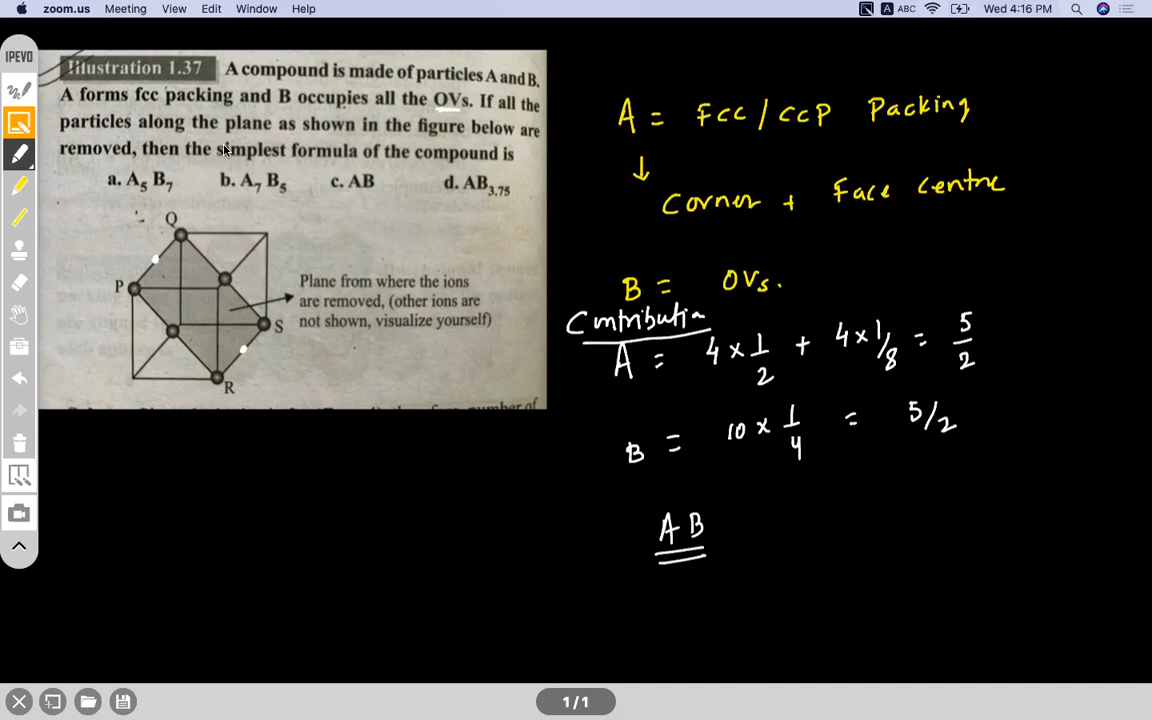 zoom.us Meeting View Edit Window Help ABC Wed 4:16 PM
IPEVO
Illustration 1.37 A compound is made of particles A and B.
A forms fcc packing and B occupies all the OVs. If all the
particles along the plane as shown in the figure below are
removed, then the simplest formula of the compound is
a. A5 B7 b. A7 B5 c. AB d. AB3.75
Q
P
S
R
Plane from where the ions
are removed, (other ions are
not shown, visualize yourself)
A = FCC / CCP Packing
↓
Corner + Face centre
B = OVs.
Contribution
A = 4 × 1/2 + 4 × 1/8 = 5/2
B = 10 × 1/4 = 5/2
AB
1/1